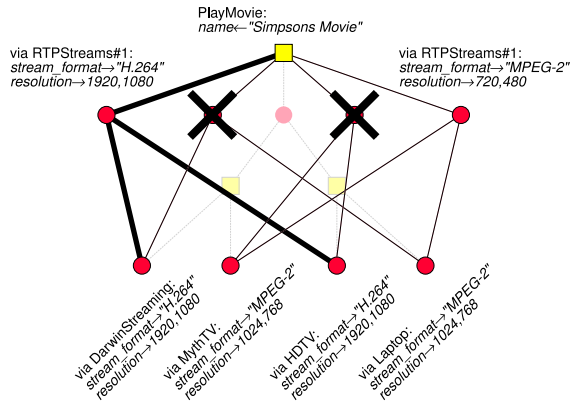 PlayMovie:
name←"Simpsons Movie"
via RTPStreams#1:
stream_format→"H.264"
resolution→1920,1080
via RTPStreams#1:
stream_format→"MPEG-2"
resolution→720,480
via DarwinStreaming:
stream_format→"H.264"
resolution→1920,1080
via MythTV:
stream_format→"MPEG-2"
resolution→1024,768
via HDTV:
stream_format→"H.264"
resolution→1920,1080
via Laptop:
stream_format→"MPEG-2"
resolution→1024,768